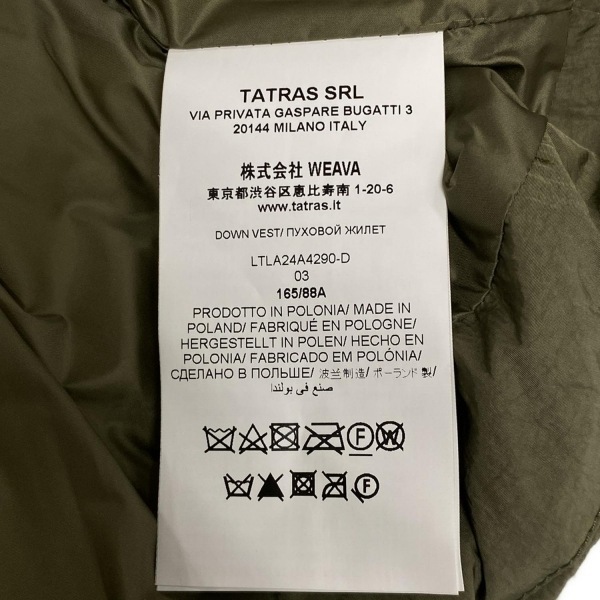 TATRAS SRL
VIA PRIVATA GASPARE BUGATTI 3
20144 MILANO ITALY
株式会社 WEAVA
東京都渋谷区恵比寿南 1-20-6
www.tatras.it
DOWN VEST/ ПУХОВОЙ ЖИЛЕТ
LTLA24A4290-D
03
165/88A
PRODOTTO IN POLONIA/ MADE IN
POLAND/ FABRIQUÉ EN POLOGNE/
HERGESTELLT IN POLEN/ HECHO EN
POLONIA/ FABRICADO EM POLÓNIA/
СДЕЛАНО В ПОЛЬШЕ/ 波兰制造/ ポーランド製/
صنع في بولندا
F W
F